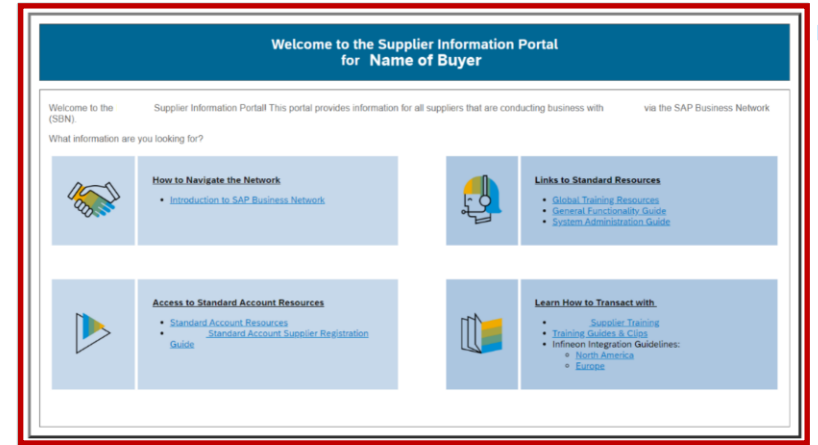 Welcome to the Supplier Information Portal
for Name of Buyer
Welcome to the Supplier Information Portal! This portal provides information for all suppliers that are conducting business with via the SAP Business Network
(SBN).
What information are you looking for?
How to Navigate the Network
• Introduction to SAP Business Network
Links to Standard Resources
• Global Training Resources
• General Functionality Guide
• System Administration Guide
Access to Standard Account Resources
• Standard Account Resources
• Standard Account Supplier Registration
Guide
Learn How to Transact with
• Supplier Training
• Training Guides & Clips
• Infineon Integration Guidelines:
o North America
o Europe